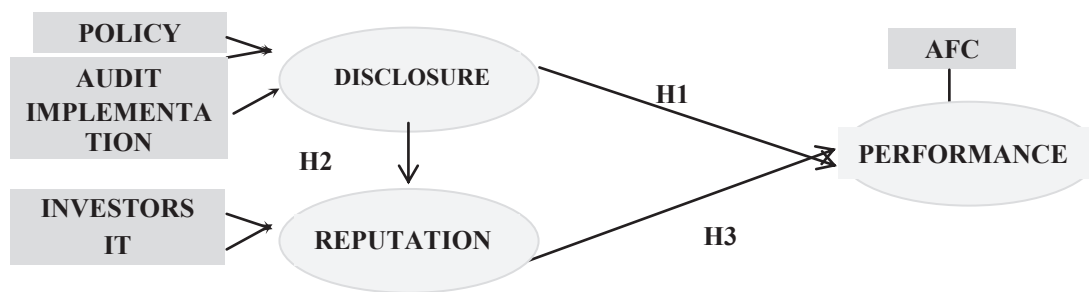 POLICY
AUDIT
IMPLEMENTA
TION
DISCLOSURE
AFC
H1
PERFORMANCE
H2
INVESTORS
IT
REPUTATION
H3